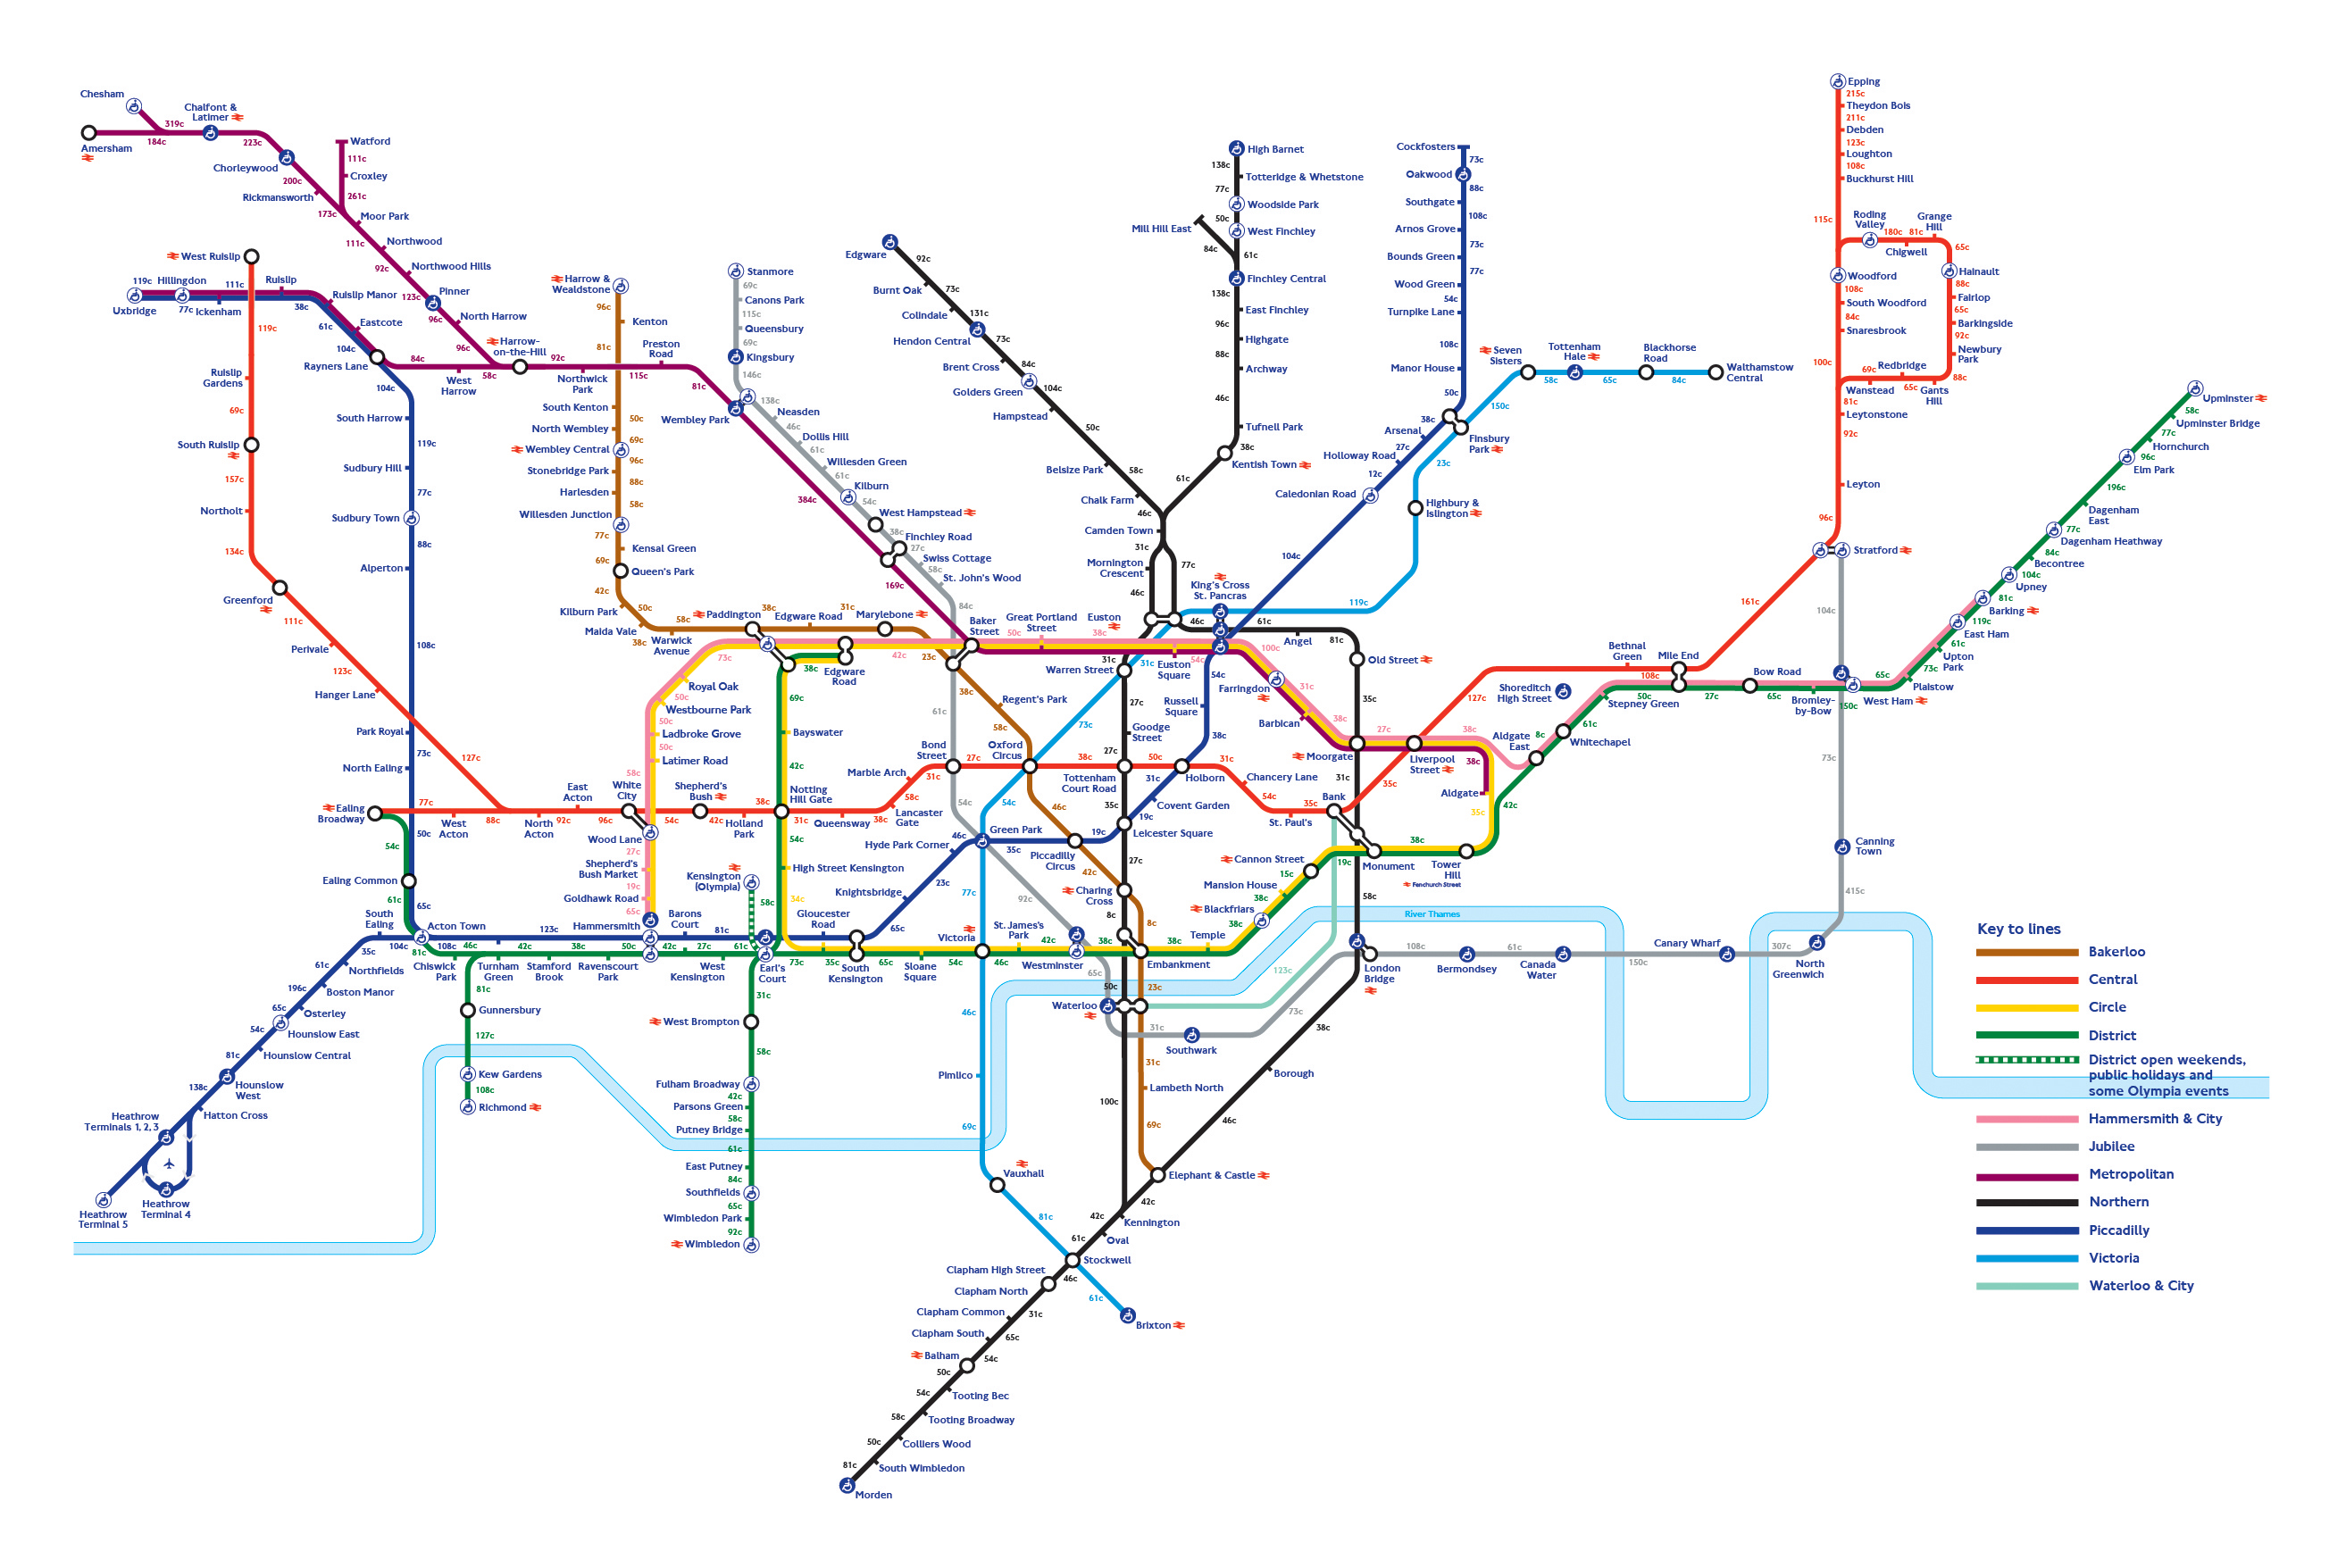 Chesham
319c
Chalfont &
Latimer
184c
Amersham
223c
Chorleywood
200c
Rickmansworth
173c
Watford
111c
Croxley
261c
Moor Park
111c
Northwood
92c
Northwood Hills
123c
Pinner
96c
North Harrow
96c
Harrow-
on-the-Hill
92c
58c
West
Harrow
84c
Northwick
Park
115c
Preston
Road
81c
Wembley Park
384c
169c
West Ruislip
119c
Hillingdon
111c
Ruislip
Uxbridge
77c
Ickenham
38c
Ruislip Manor
61c
Eastcote
104c
Rayners Lane
104c
119c
Ruislip
Gardens
69c
South Ruislip
157c
Northolt
134c
Greenford
111c
Perivale
123c
Hanger Lane
127c
South Harrow
119c
Sudbury Hill
77c
Sudbury Town
88c
Alperton
108c
Park Royal
73c
North Ealing
50c
Ealing
Broadway
77c
West
Acton
88c
North
Acton
92c
East
Acton
96c
White
City
54c
Shepherd's
Bush
42c
Holland
Park
38c
Notting
Hill Gate
31c
Queensway
38c
Lancaster
Gate
58c
Marble Arch
31c
Bond
Street
27c
Oxford
Circus
38c
Tottenham
Court Road
50c
Holborn
31c
Chancery Lane
54c
St. Paul's
35c
Bank
35c
Liverpool
Street
127c
Bethnal
Green
108c
Mile End
161c
Stratford
96c
Leyton
92c
Leytonstone
81c
100c
Snaresbrook
84c
South Woodford
108c
Woodford
115c
Buckhurst Hill
108c
Loughton
123c
Debden
211c
Theydon Bois
215c
Epping
Roding
Valley
180c
81c
Chigwell
Grange
Hill
65c
Hainault
88c
Fairlop
65c
Barkingside
92c
Newbury
Park
88c
Gants
Hill
65c
Redbridge
69c
Wanstead
Harrow &
Wealdstone
96c
Kenton
81c
South Kenton
50c
North Wembley
69c
Wembley Central
96c
Stonebridge Park
88c
Harlesden
58c
Willesden Junction
77c
Kensal Green
69c
Queen's Park
42c
Kilburn Park
50c
Maida Vale
38c
Warwick
Avenue
58c
Paddington
38c
Edgware Road
31c
Marylebone
23c
Baker
Street
38c
Regent's Park
58c
46c
Piccadilly
Circus
42c
Charing
Cross
8c
Embankment
23c
31c
Lambeth North
69c
Elephant & Castle
Stanmore
69c
Canons Park
115c
Queensbury
69c
Kingsbury
146c
138c
Neasden
46c
Dollis Hill
61c
Willesden Green
61c
Kilburn
54c
West Hampstead
38c
Finchley Road
27c
Swiss Cottage
58c
St. John's Wood
84c
61c
54c
92c
65c
Waterloo
31c
Southwark
73c
London
Bridge
108c
Bermondsey
61c
Canada
Water
150c
Canary Wharf
307c
North
Greenwich
415c
Canning
Town
73c
104c
Edgware
92c
Burnt Oak
73c
Colindale
131c
Hendon Central
73c
Brent Cross
84c
Golders Green
104c
Hampstead
50c
Belsize Park
58c
Chalk Farm
46c
Camden Town
High Barnet
138c
Totteridge & Whetstone
77c
Woodside Park
50c
West Finchley
61c
Mill Hill East
84c
Finchley Central
138c
East Finchley
96c
Highgate
88c
Archway
46c
Tufnell Park
38c
Kentish Town
61c
31c
77c
Mornington
Crescent
46c
Euston
46c
King's Cross
St. Pancras
61c
Angel
81c
Old Street
35c
Moorgate
31c
58c
38c
Borough
46c
31c
Warren Street
27c
Goodge
Street
27c
35c
Leicester Square
27c
50c
100c
42c
Kennington
42c
Oval
61c
Stockwell
46c
Clapham High Street
Clapham North
31c
Clapham Common
65c
Clapham South
54c
Balham
50c
Tooting Bec
54c
Tooting Broadway
58c
Colliers Wood
50c
South Wimbledon
81c
Morden
Cockfosters
73c
Oakwood
88c
Southgate
108c
Arnos Grove
73c
Bounds Green
77c
Wood Green
54c
Turnpike Lane
108c
Manor House
50c
Finsbury
Park
38c
Arsenal
27c
Holloway Road
12c
Caledonian Road
104c
54c
Russell
Square
38c
31c
Covent Garden
19c
19c
35c
Green Park
46c
Hyde Park Corner
23c
Knightsbridge
65c
South
Kensington
Gloucester
Road
81c
Barons
Court
Hammersmith
123c
Acton Town
65c
Ealing Common
104c
South
Ealing
35c
Northfields
61c
Boston Manor
196c
Osterley
65c
Hounslow East
54c
Hounslow Central
81c
Hounslow
West
138c
Hatton Cross
Heathrow
Terminals 1, 2, 3
Heathrow
Terminal 4
Heathrow
Terminal 5
Walthamstow
Central
84c
Blackhorse
Road
65c
Tottenham
Hale
58c
Seven
Sisters
150c
23c
Highbury &
Islington
119c
31c
73c
54c
77c
Victoria
46c
Pimlico
69c
Vauxhall
81c
61c
Brixton
73c
Royal Oak
50c
Westbourne Park
50c
Ladbroke Grove
50c
Latimer Road
58c
Wood Lane
27c
Shepherd's
Bush Market
19c
Goldhawk Road
65c
42c
Great Portland
Street
50c
38c
Euston
Square
54c
100c
Farringdon
31c
Barbican
38c
27c
38c
38c
Aldgate
35c
42c
Aldgate
East
8c
Whitechapel
61c
Stepney Green
50c
27c
Bow Road
65c
Bromley-
by-Bow
150c
West Ham
65c
Plaistow
73c
Upton
Park
61c
East Ham
119c
Barking
81c
Upney
104c
Becontree
84c
Dagenham Heathway
77c
Dagenham
East
196c
Elm Park
96c
Hornchurch
77c
Upminster Bridge
58c
Upminster
Shoreditch
High Street
38c
Edgware
Road
69c
Bayswater
42c
54c
High Street Kensington
34c
Kensington
(Olympia)
58c
54c
61c
81c
108c
46c
Chiswick
Park
Turnham
Green
42c
Stamford
Brook
38c
Ravenscourt
Park
50c
42c
27c
West
Kensington
61c
Earl's
Court
73c
35c
65c
Sloane
Square
54c
46c
St. James's
Park
42c
Westminster
38c
38c
Temple
38c
Blackfriars
38c
Mansion House
15c
Cannon Street
19c
Monument
38c
Tower
Hill
Fenchurch Street
15c
123c
81c
Gunnersbury
127c
Kew Gardens
108c
Richmond
31c
West Brompton
58c
Fulham Broadway
42c
Parsons Green
58c
Putney Bridge
61c
East Putney
84c
Southfields
65c
Wimbledon Park
92c
Wimbledon
River Thames
Key to lines
Bakerloo
Central
Circle
District
District open weekends,
public holidays and
some Olympia events
Hammersmith & City
Jubilee
Metropolitan
Northern
Piccadilly
Victoria
Waterloo & City